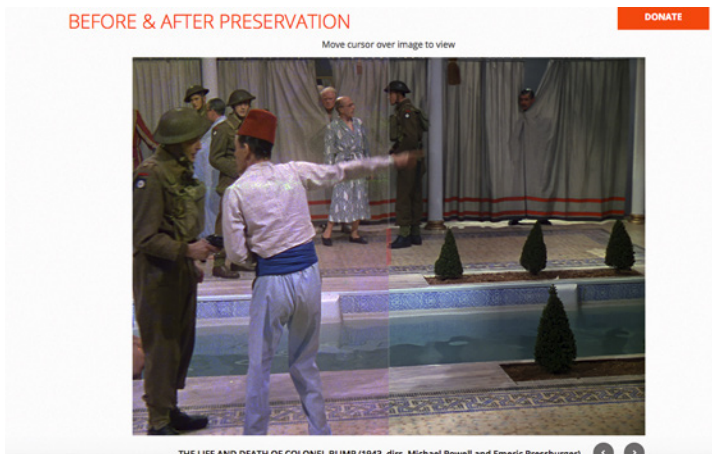 BEFORE & AFTER PRESERVATION
DONATE
Move cursor over image to view
THE LIFE AND DEATH OF COLONEL BLIMP (1943, dirs. Michael Powell and Emeric Pressburger)